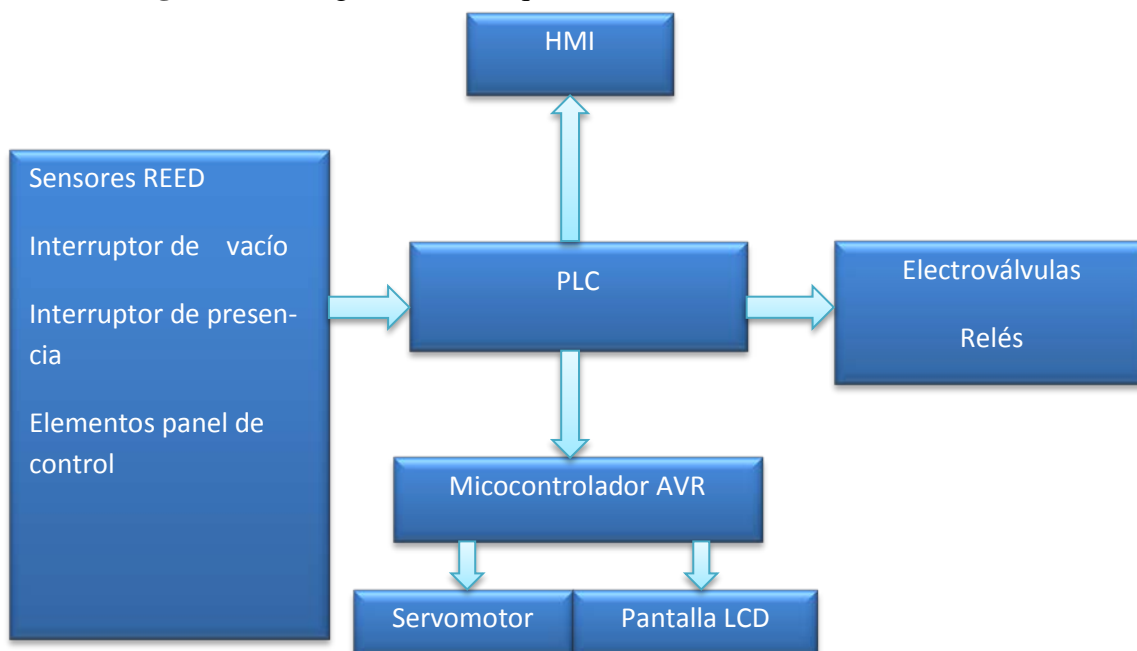 HMI
Sensores REED
Interruptor de vacío
Interruptor de presen-
cia
Elementos panel de
control
PLC
Electroválvulas
Relés
Micocontrolador AVR
Servomotor
Pantalla LCD